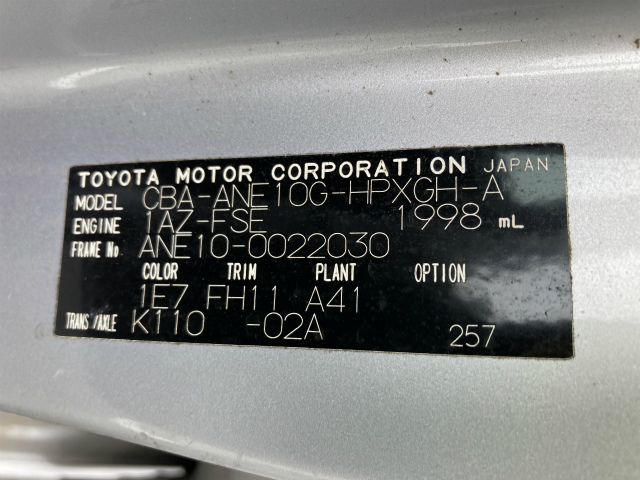 TOYOTA MOTOR CORPORATION JAPAN
MODEL CBA-ANE10G-HPXGH-A
ENGINE 1AZ-FSE 1998 mL
FRAME No ANE10-0022030
COLOR TRIM PLANT OPTION
1E7 FH11 A41
TRANS/AXLE K110 -02A 257